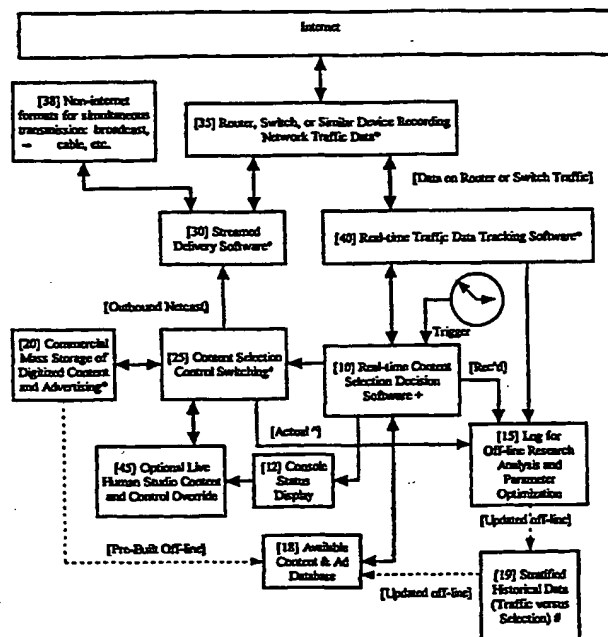 Internet
[38] Non-internet
formats for simultaneous
transmission: broadcast,
cable, etc.
[35] Router, Switch, or Similar Device Recording
Network Traffic Data*
[Data on Router or Switch Traffic]
[30] Streamed
Delivery Software*
[40] Real-time Traffic Data Tracking Software*
[Outbound Netcast]
Trigger
[20] Commercial
Mass Storage of
Digitized Content
and Advertising*
[25] Content Selection
Control Switching*
[10] Real-time Content
Selection Decision
Software +
[Rec'd]
[Actual ^]
[15] Log for
Off-line Research
Analysis and
Parameter
Optimization
[45] Optional Live
Human Studio Content
and Control Override
[12] Console
Status
Display
[Updated off-line]
[Pre-Built Off-line]
[18] Available
Content & Ad
Database
[Updated off-line]
[19] Stratified
Historical Data
(Traffic versus
Selection) #